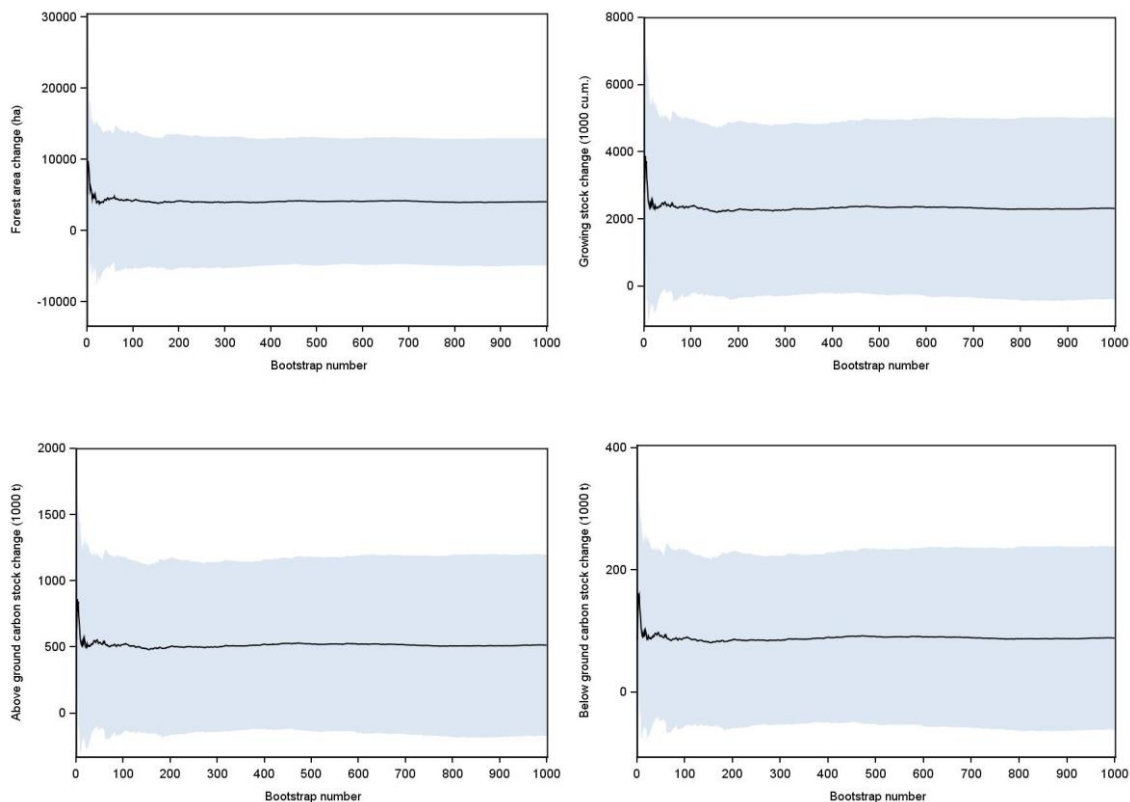 Forest area change (ha)
30000
20000
10000
0
-10000
0 100 200 300 400 500 600 700 800 900 1000
Bootstrap number
Growing stock change (1000 cu.m.)
8000
6000
4000
2000
0
0 100 200 300 400 500 600 700 800 900 1000
Bootstrap number
Above ground carbon stock change (1000 t)
2000
1500
1000
500
0
0 100 200 300 400 500 600 700 800 900 1000
Bootstrap number
Below ground carbon stock change (1000 t)
400
200
0
0 100 200 300 400 500 600 700 800 900 1000
Bootstrap number